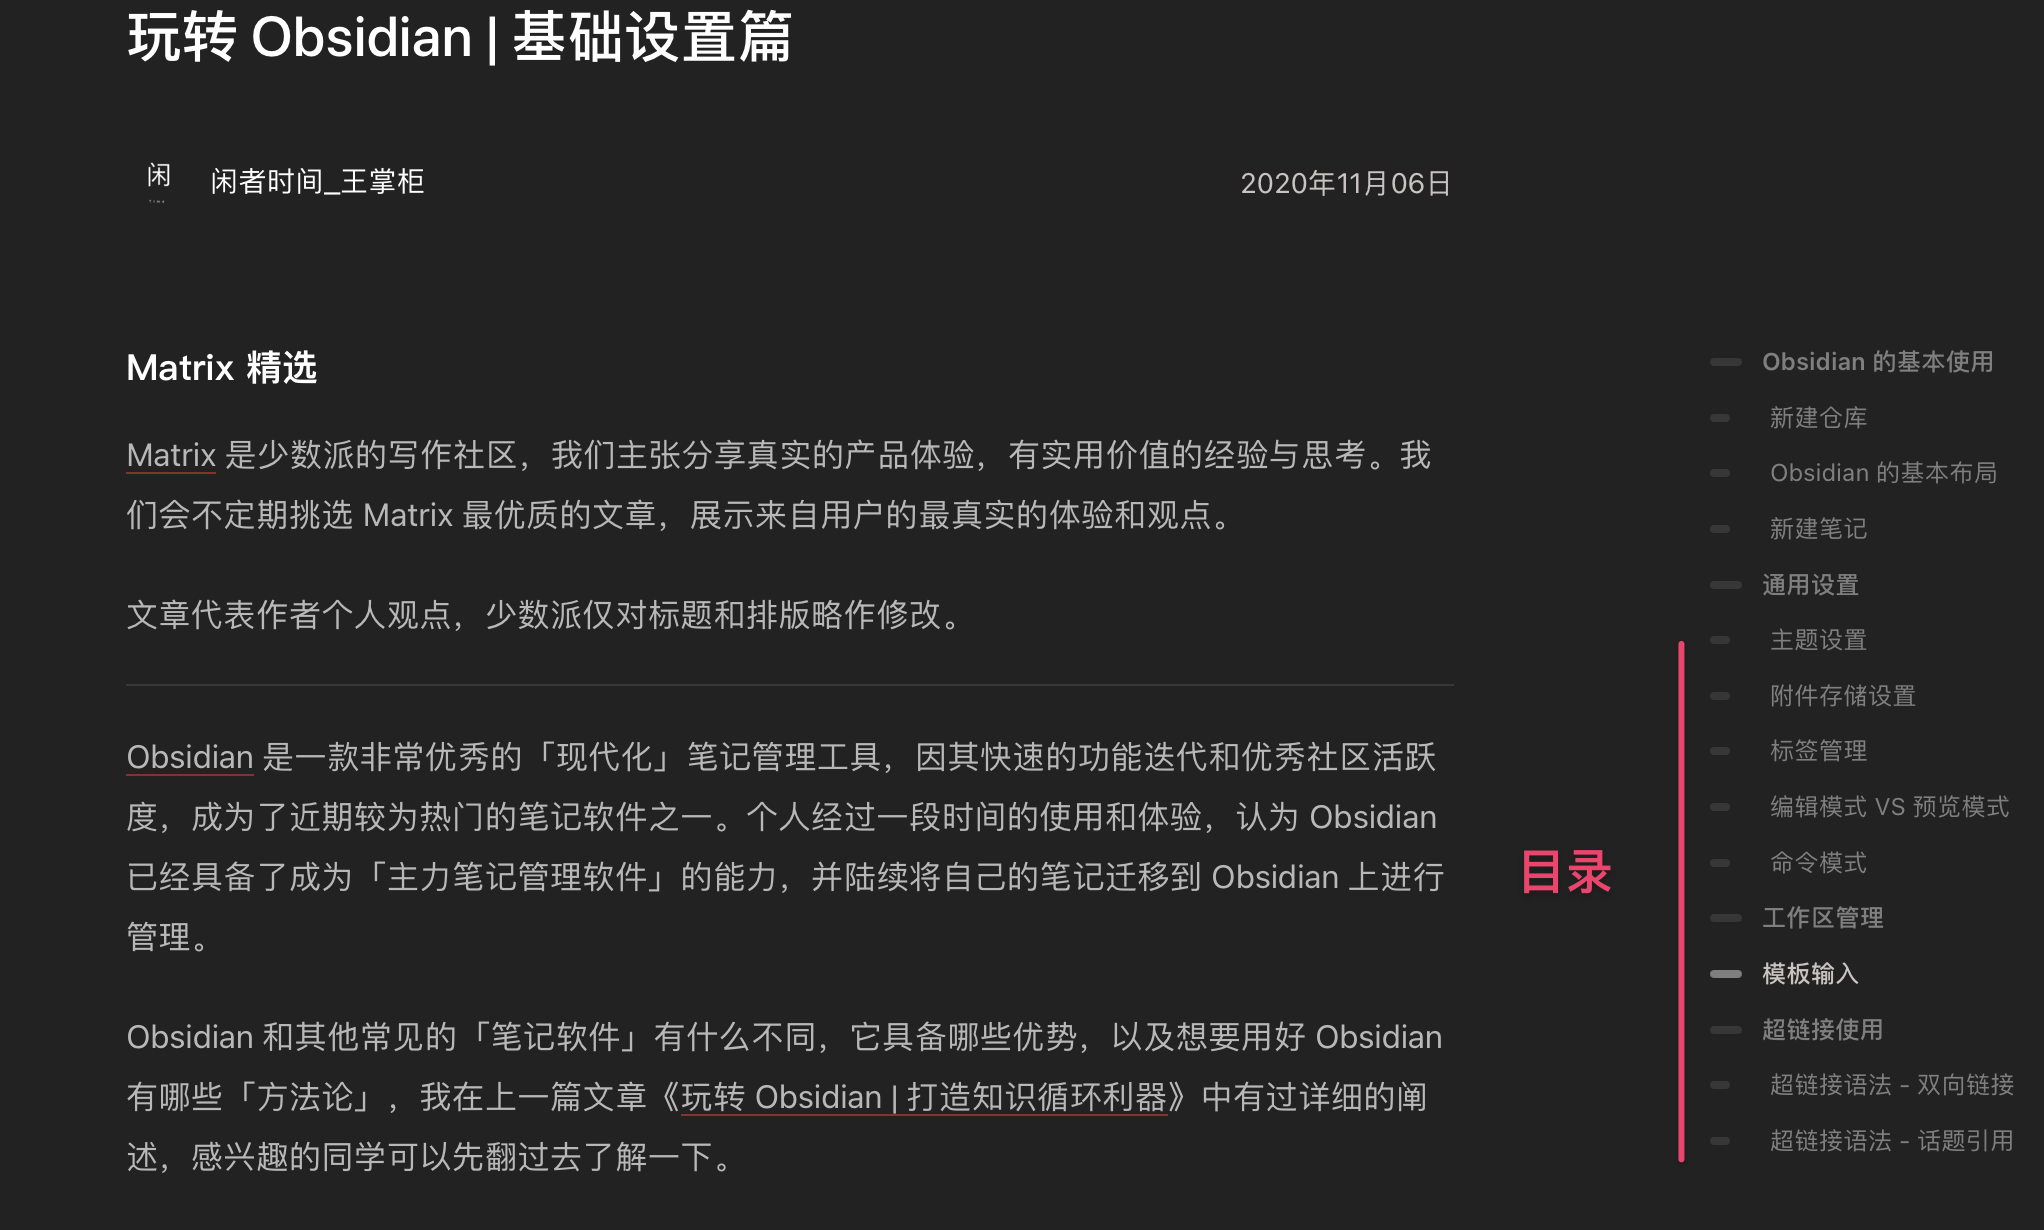 玩转 Obsidian | 基础设置篇
闲
闲者时间_王掌柜
2020年11月06日
Matrix 精选
Matrix 是少数派的写作社区，我们主张分享真实的产品体验，有实用价值的经验与思考。我
们会不定期挑选 Matrix 最优质的文章，展示来自用户的最真实的体验和观点。
文章代表作者个人观点，少数派仅对标题和排版略作修改。
Obsidian 是一款非常优秀的「现代化」笔记管理工具，因其快速的功能迭代和优秀社区活跃
度，成为了近期较为热门的笔记软件之一。个人经过一段时间的使用和体验，认为 Obsidian
已经具备了成为「主力笔记管理软件」的能力，并陆续将自己的笔记迁移到 Obsidian 上进行
管理。
Obsidian 和其他常见的「笔记软件」有什么不同，它具备哪些优势，以及想要用好 Obsidian
有哪些「方法论」，我在上一篇文章《玩转 Obsidian | 打造知识循环利器》中有过详细的阐
述，感兴趣的同学可以先翻过去了解一下。
目录
Obsidian 的基本使用
新建仓库
Obsidian 的基本布局
新建笔记
通用设置
主题设置
附件存储设置
标签管理
编辑模式 VS 预览模式
命令模式
工作区管理
模板输入
超链接使用
超链接语法 - 双向链接
超链接语法 - 话题引用